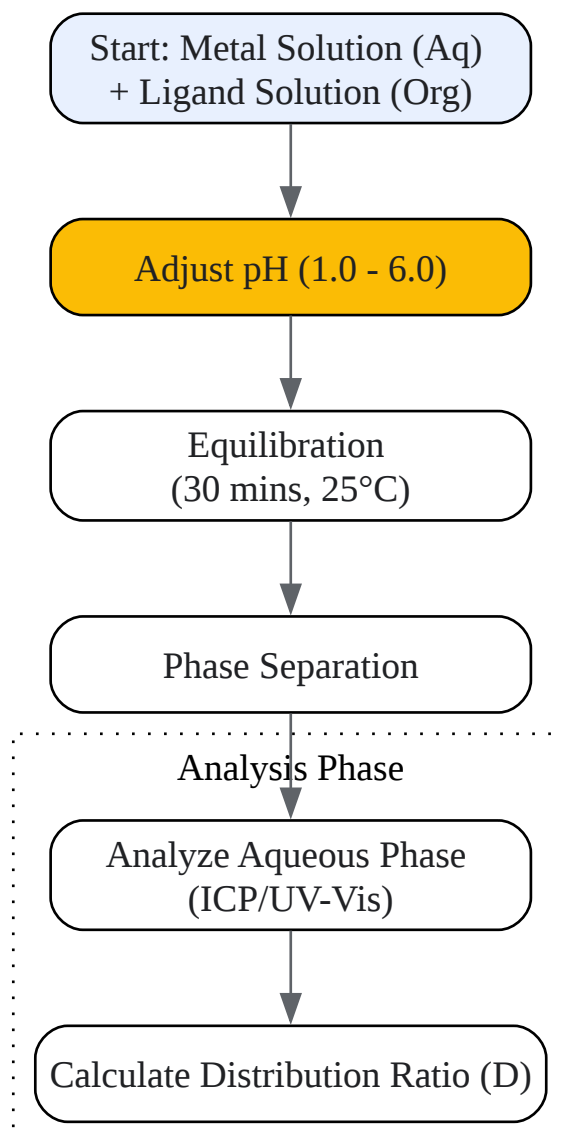 Start: Metal Solution (Aq)
+ Ligand Solution (Org)
Adjust pH (1.0 - 6.0)
Equilibration
(30 mins, 25°C)
Phase Separation
Analysis Phase
Analyze Aqueous Phase
(ICP/UV-Vis)
Calculate Distribution Ratio (D)